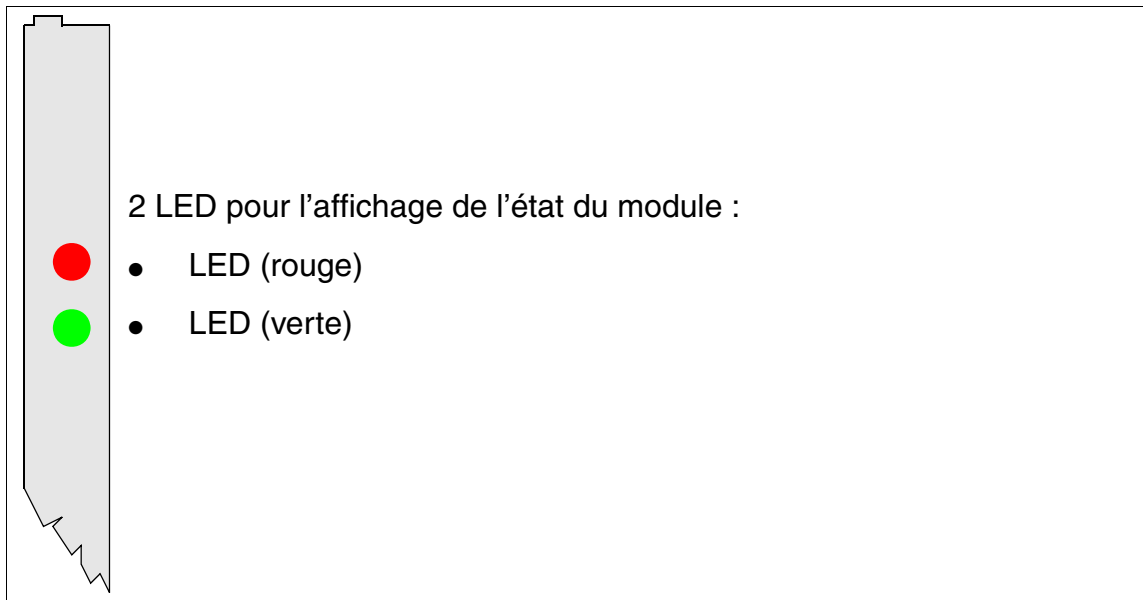 2 LED pour l’affichage de l’état du module :
● LED (rouge)
● LED (verte)